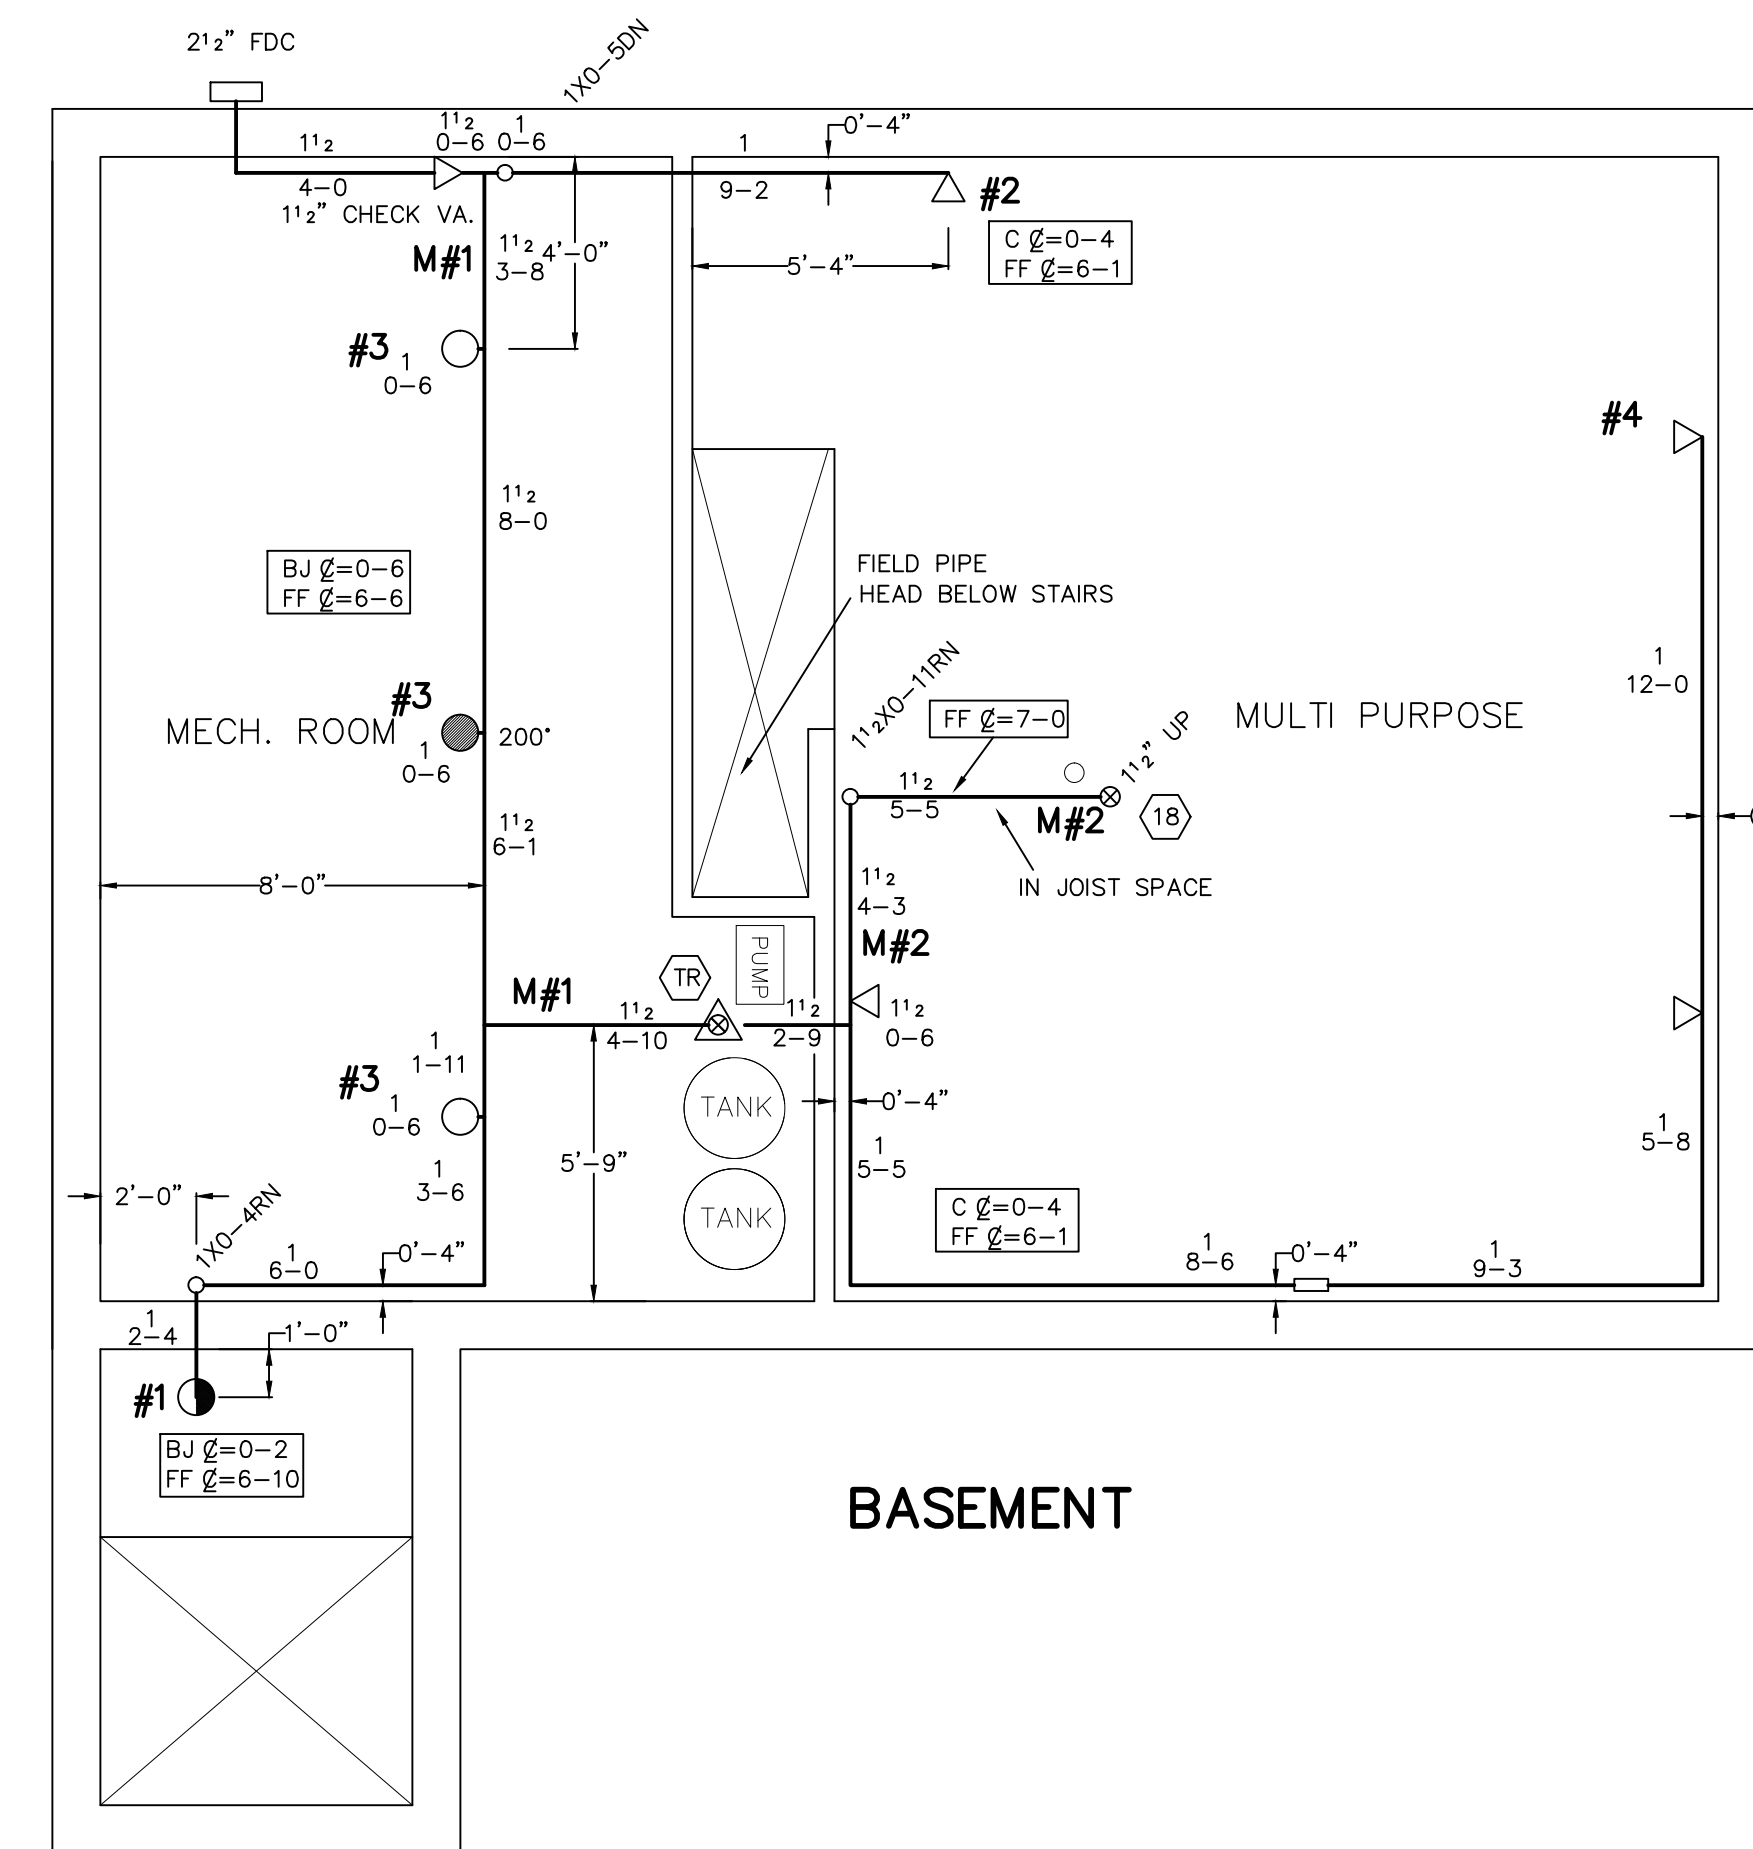 2½" FDC
1X0-5DN
1½
4-0
1½" CHECK VA.
1½
0-6
1
0-6
1
9-2
0'-4"
#2
C ℄=0-4
FF ℄=6-1
5'-4"
M#1
1½
3-8
4'-0"
#3
1
0-6
#4
1½
8-0
BJ ℄=0-6
FF ℄=6-6
FIELD PIPE
HEAD BELOW STAIRS
1½X0-11RN
FF ℄=7-0
1
12-0
MECH. ROOM
#3
1
0-6
200°
MULTI PURPOSE
1½" UP
1½
5-5
M#2
18
IN JOIST SPACE
1½
6-1
8'-0"
1½
4-3
M#2
PUMP
TR
M#1
1½
4-10
1½
2-9
1½
0-6
1
1-11
#3
1
0-6
TANK
TANK
0'-4"
1
5-5
1
5-8
5'-9"
1
3-6
2'-0"
1X0-4RN
1
6-0
0'-4"
C ℄=0-4
FF ℄=6-1
1
8-6
0'-4"
1
9-3
1
2-4
1'-0"
#1
BJ ℄=0-2
FF ℄=6-10
BASEMENT